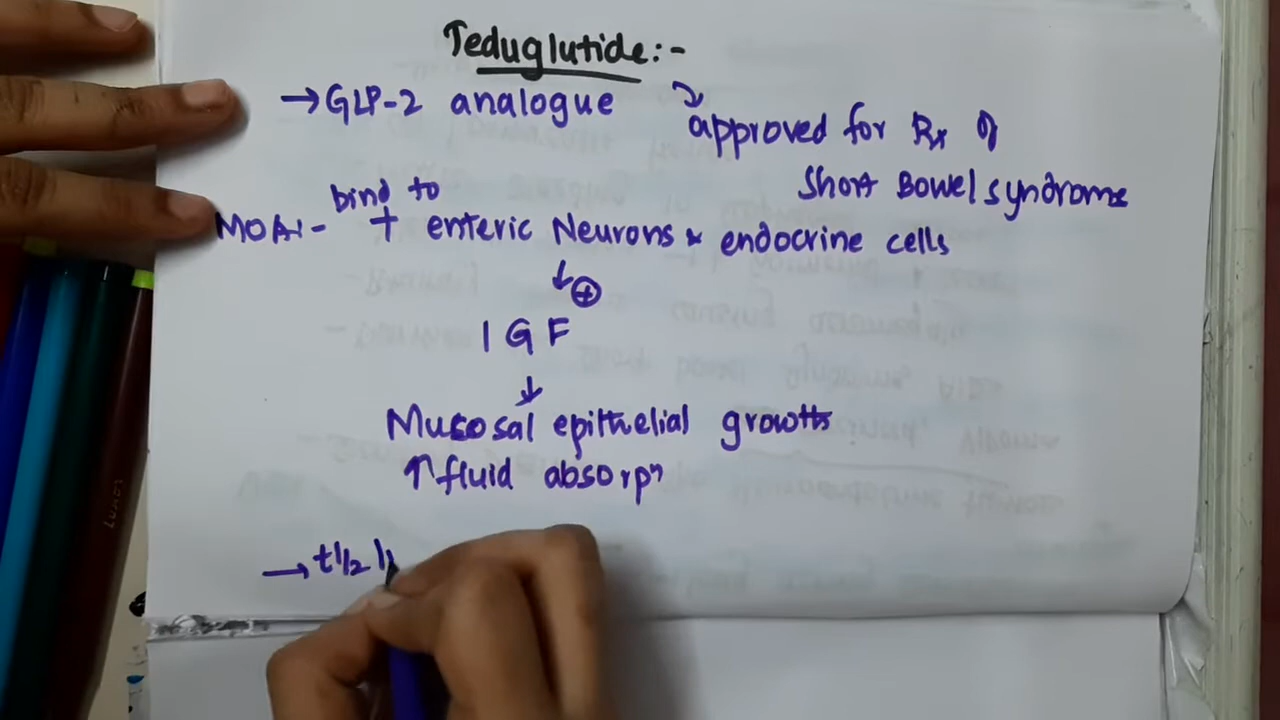 Teduglutide:-
→GLP-2 analogue
approved for Rx of
Short Bowel syndrome
bind to
MOA:- + enteric Neurons & endocrine cells
↓⊕
IGF
↓
Mucosal epithelial growth
↑fluid absorpn
→t1/2